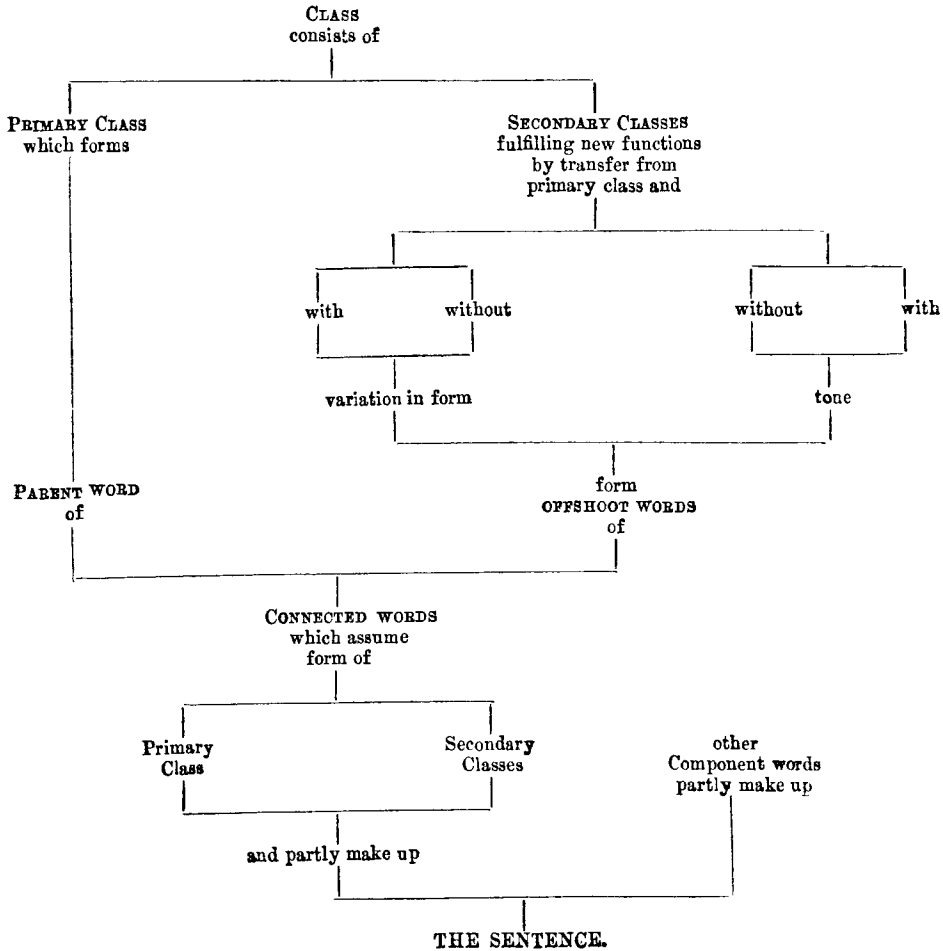 CLASS
consists of
PRIMARY CLASS
which forms
SECONDARY CLASSES
fulfilling new functions
by transfer from
primary class and
with
without
without
with
variation in form
tone
PARENT WORD
of
form
OFFSHOOT WORDS
of
CONNECTED WORDS
which assume
form of
Primary
Class
Secondary
Classes
other
Component words
partly make up
and partly make up
THE SENTENCE.